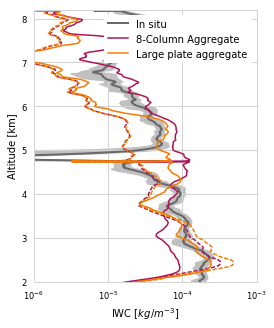 In situ
8-Column Aggregate
Large plate aggregate
8
7
6
5
4
3
2
Altitude [km]
10⁻⁶ 10⁻⁵ 10⁻⁴ 10⁻³
IWC [kg/m⁻³]